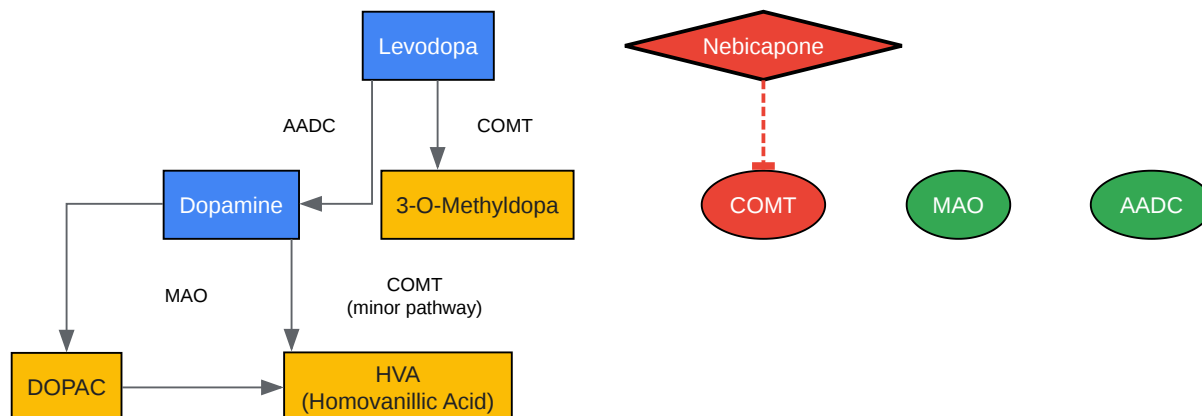 Levodopa
Nebicapone
AADC
COMT
Dopamine
3-O-Methyldopa
COMT
MAO
AADC
MAO
COMT
(minor pathway)
DOPAC
HVA
(Homovanillic Acid)